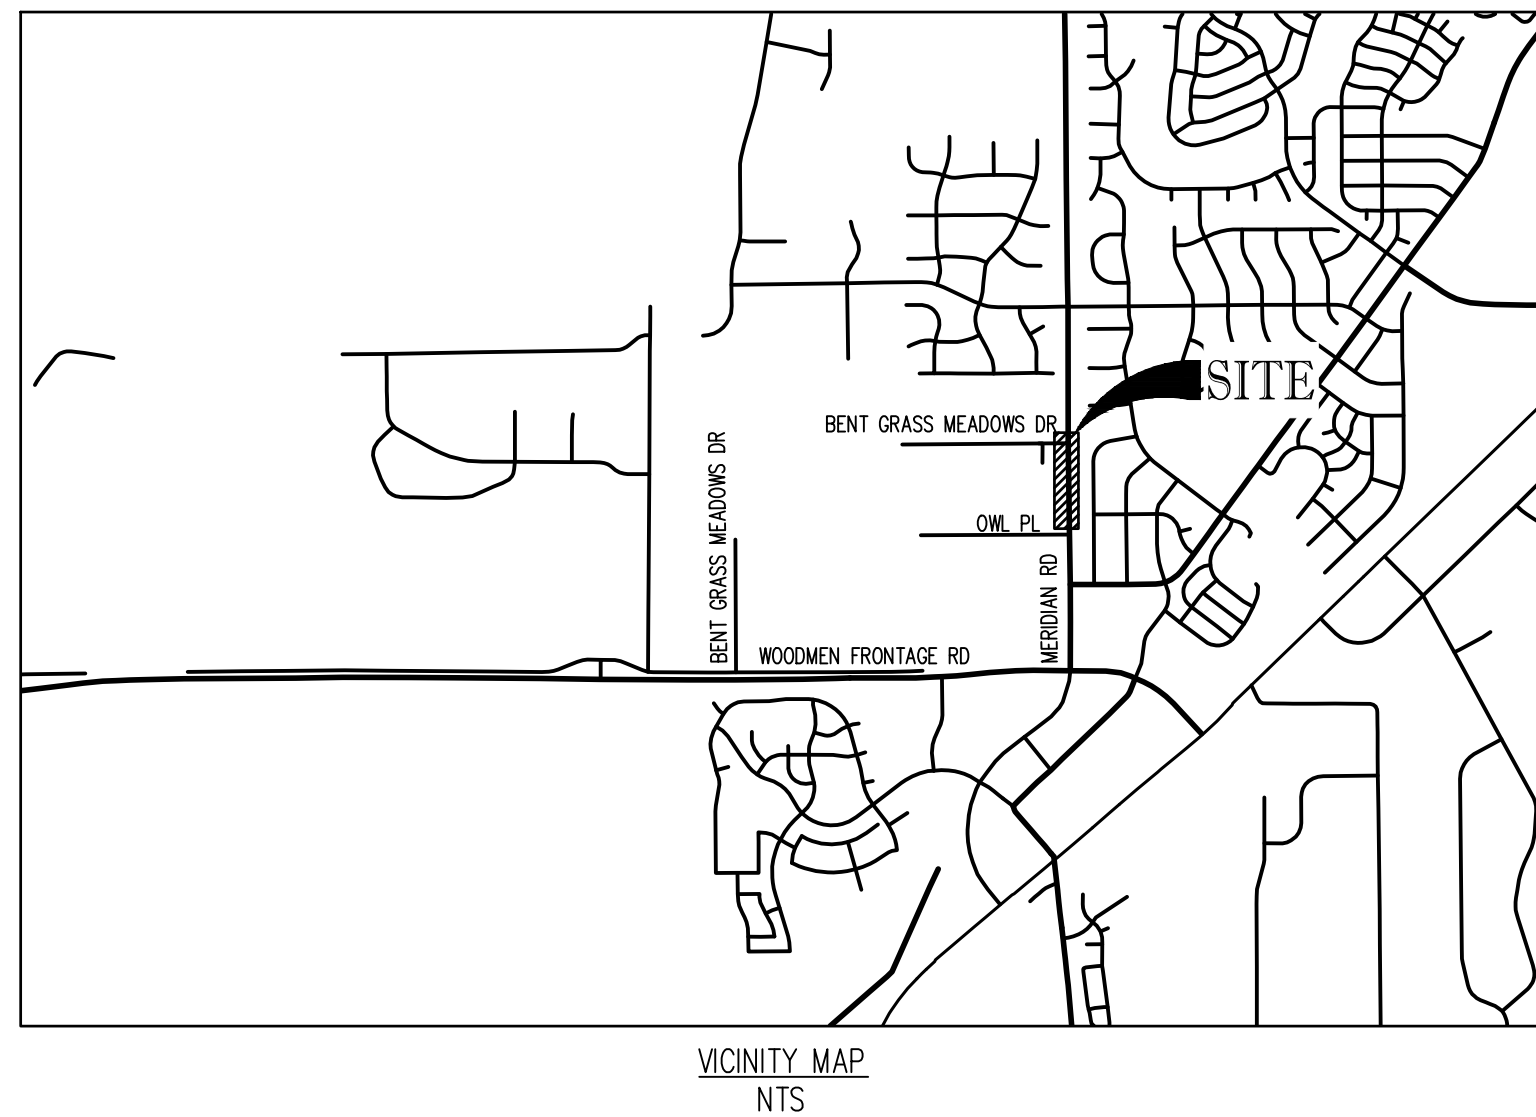 SITE
BENT GRASS MEADOWS DR
BENT GRASS MEADOWS DR
OWL PL
MERIDIAN RD
WOODMEN FRONTAGE RD
VICINITY MAP
NTS